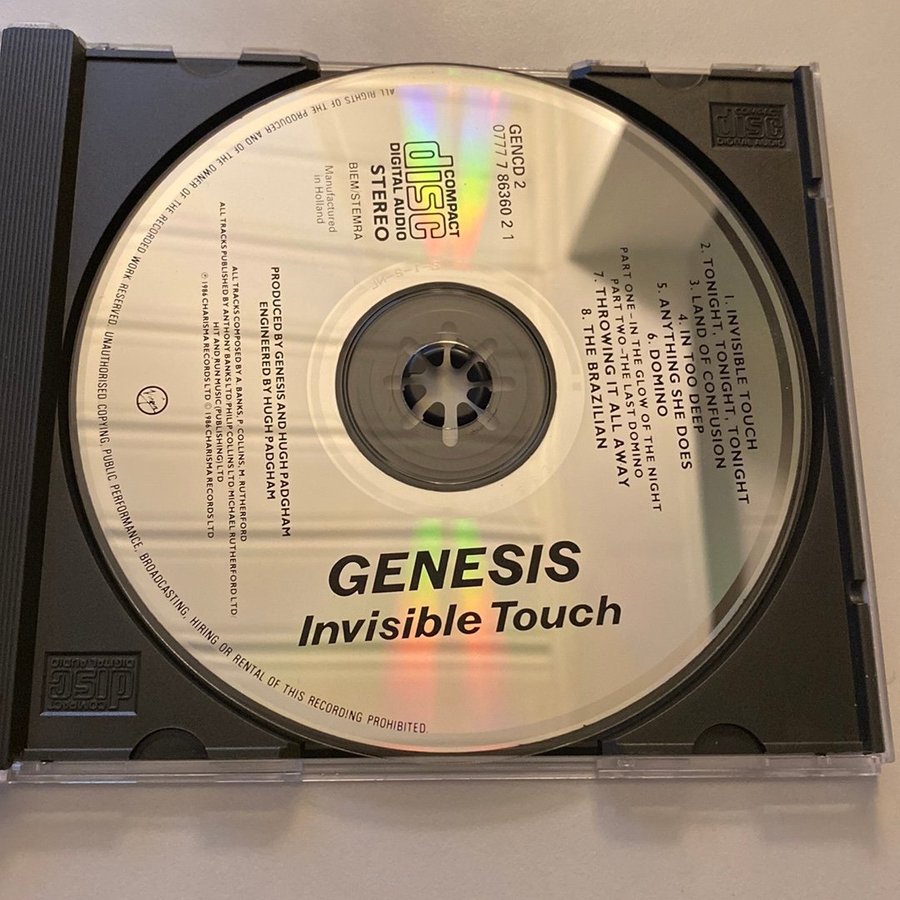 GENESIS
Invisible Touch
1. INVISIBLE TOUCH
2. TONIGHT, TONIGHT, TONIGHT
3. LAND OF CONFUSION
4. IN TOO DEEP
5. ANYTHING SHE DOES
6. DOMINO
PART ONE - IN THE GLOW OF THE NIGHT
PART TWO - THE LAST DOMINO
7. THROWING IT ALL AWAY
8. THE BRAZILIAN
GENCD 2
0777 7 86360 2 1
COMPACT
disc
DIGITAL AUDIO
STEREO
BIEM/STEMRA
Manufactured
in Holland
PRODUCED BY GENESIS AND HUGH PADGHAM
ENGINEERED BY HUGH PADGHAM
ALL TRACKS COMPOSED BY A. BANKS, P. COLLINS, M. RUTHERFORD
ALL TRACKS PUBLISHED BY ANTHONY BANKS LTD/PHILIP COLLINS LTD/MICHAEL RUTHERFORD LTD/
HIT AND RUN MUSIC (PUBLISHING) LTD
℗ 1986 CHARISMA RECORDS LTD © 1986 CHARISMA RECORDS LTD
Virgin
ALL RIGHTS OF THE PRODUCER AND OF THE OWNER OF THE RECORDED WORK RESERVED. UNAUTHORISED COPYING, PUBLIC PERFORMANCE, BROADCASTING, HIRING OR RENTAL OF THIS RECORDING PROHIBITED.
COMPACT
disc
DIGITAL AUDIO
COMPACT
disc
DIGITAL AUDIO